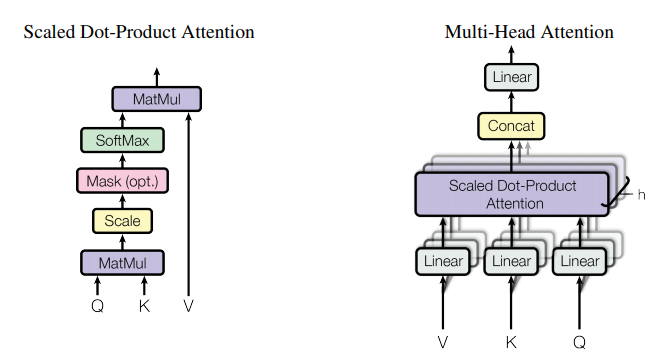 Scaled Dot-Product Attention
MatMul
SoftMax
Mask (opt.)
Scale
MatMul
Q K V
Multi-Head Attention
Linear
Concat
Scaled Dot-Product
Attention
h
Linear Linear Linear
V K Q